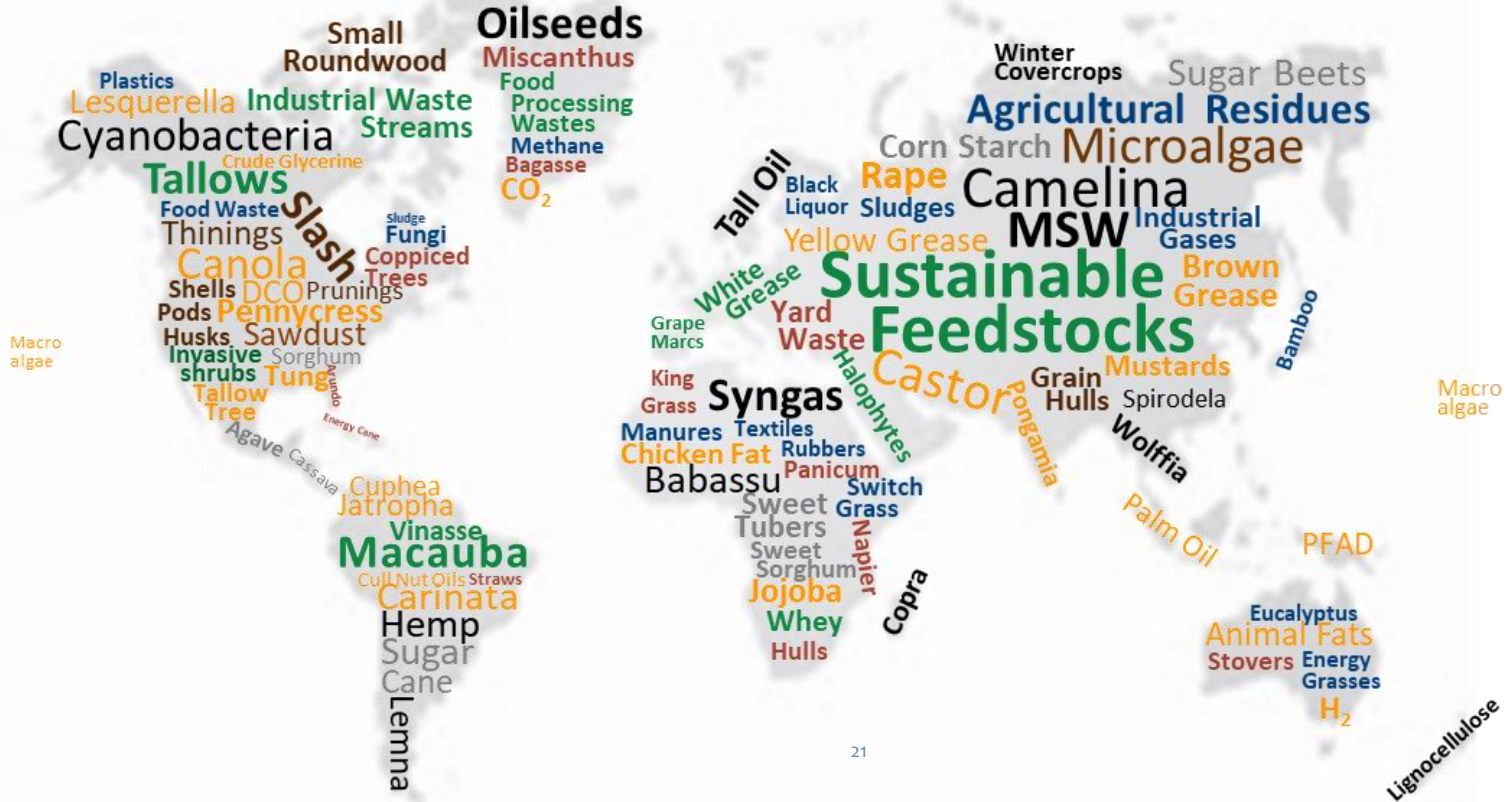 Small
Roundwood
Oilseeds
Miscanthus
Food
Processing
Wastes
Methane
Bagasse
CO₂
Plastics
Lesquerella
Industrial Waste
Streams
Cyanobacteria
Crude Glycerine
Tallows
Slash
Food Waste
Thinings
Canola
Sludge
Fungi
Coppiced
Trees
Shells
DCO
Prunings
Pods
Pennycress
Husks
Sawdust
Invasive
shrubs
Sorghum
Tung
Arundo
Tallow
Tree
Energy Cane
Agave
Cassava
Macro
algae
Cuphea
Jatropha
Vinasse
Macauba
Cull Nut Oils
Straws
Carinata
Hemp
Sugar
Cane
Lemna
Winter
Covercrops
Sugar Beets
Agricultural Residues
Corn Starch
Microalgae
Tall Oil
Black
Liquor
Rape
Sludges
Camelina
MSW
Industrial
Gases
Yellow Grease
Sustainable
Feedstocks
Brown
Grease
White
Grease
Yard
Waste
Grape
Marcs
Bamboo
King
Grass
Syngas
Halophytes
Castor
Pongamia
Grain
Hulls
Mustards
Spirodela
Wolffia
Macro
algae
Manures
Textiles
Chicken Fat
Rubbers
Babassu
Panicum
Switch
Grass
Sweet
Tubers
Sweet
Sorghum
Napier
Jojoba
Whey
Hulls
Copra
Palm Oil
PFAD
Eucalyptus
Animal Fats
Stovers
Energy
Grasses
H₂
Lignocellulose
21